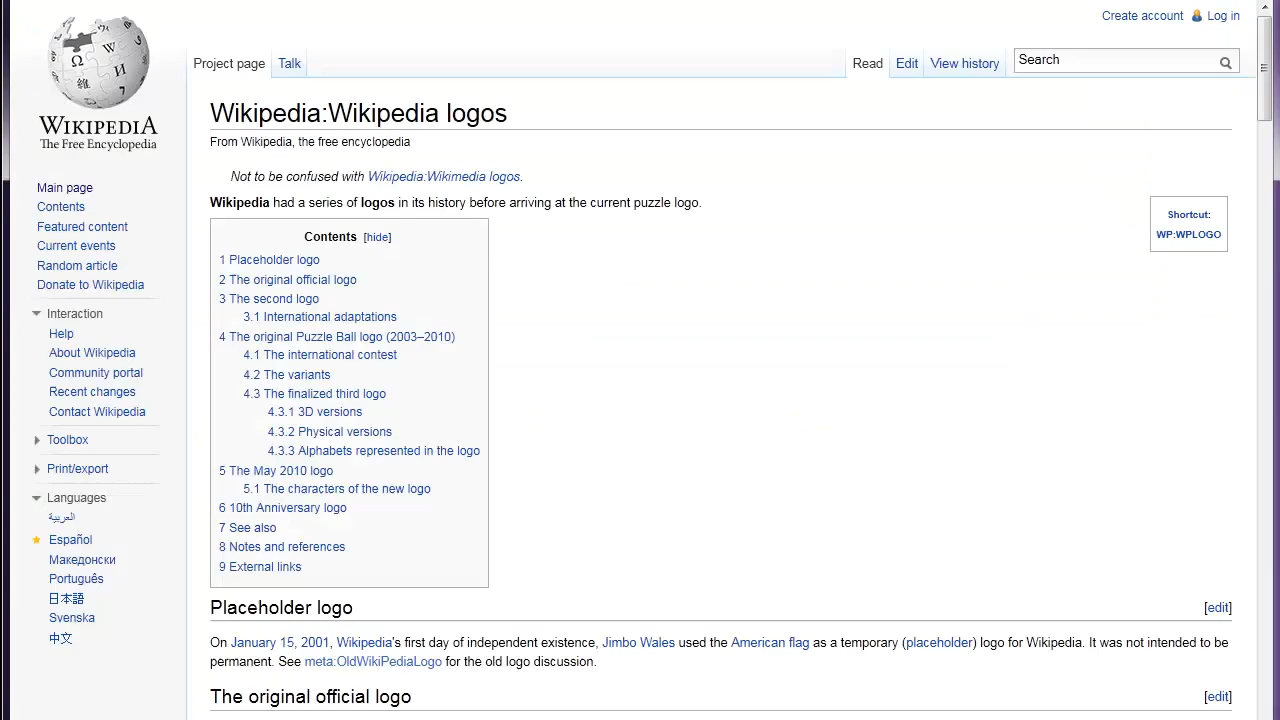 Create account Log in
Project page Talk Read Edit View history Search
Ω W И 維
WIKIPEDIA
The Free Encyclopedia
Main page
Contents
Featured content
Current events
Random article
Donate to Wikipedia
Interaction
Help
About Wikipedia
Community portal
Recent changes
Contact Wikipedia
Toolbox
Print/export
Languages
العربية
Español
Македонски
Português
日本語
Svenska
中文
Wikipedia:Wikipedia logos
From Wikipedia, the free encyclopedia
Not to be confused with Wikipedia:Wikimedia logos.
Wikipedia had a series of logos in its history before arriving at the current puzzle logo.
Shortcut:
WP:WPLOGO
Contents [hide]
1 Placeholder logo
2 The original official logo
3 The second logo
3.1 International adaptations
4 The original Puzzle Ball logo (2003–2010)
4.1 The international contest
4.2 The variants
4.3 The finalized third logo
4.3.1 3D versions
4.3.2 Physical versions
4.3.3 Alphabets represented in the logo
5 The May 2010 logo
5.1 The characters of the new logo
6 10th Anniversary logo
7 See also
8 Notes and references
9 External links
Placeholder logo [edit]
On January 15, 2001, Wikipedia's first day of independent existence, Jimbo Wales used the American flag as a temporary (placeholder) logo for Wikipedia. It was not intended to be
permanent. See meta:OldWikiPediaLogo for the old logo discussion.
The original official logo [edit]